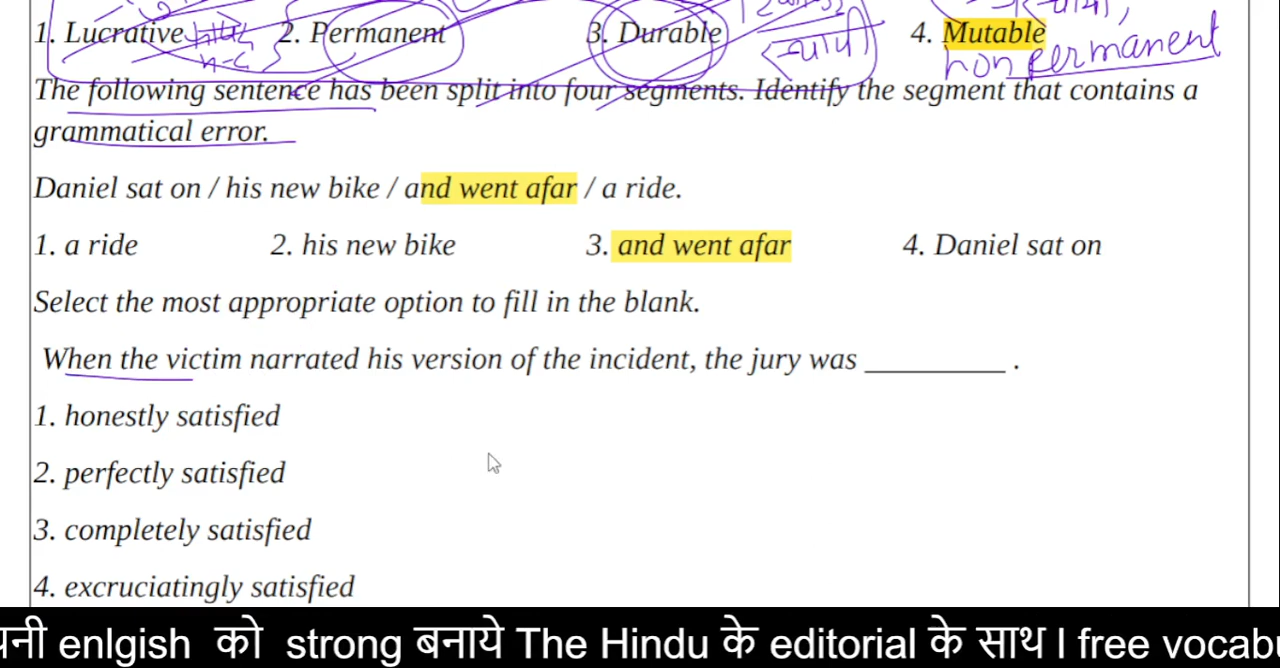 1. Lucrative 2. Permanent 3. Durable 4. Mutable
non permanent
The following sentence has been split into four segments. Identify the segment that contains a
grammatical error.
Daniel sat on / his new bike / and went afar / a ride.
1. a ride 2. his new bike 3. and went afar 4. Daniel sat on
Select the most appropriate option to fill in the blank.
When the victim narrated his version of the incident, the jury was __________ .
1. honestly satisfied
2. perfectly satisfied
3. completely satisfied
4. excruciatingly satisfied
enlgish को strong बनाये The Hindu के editorial के साथ l free